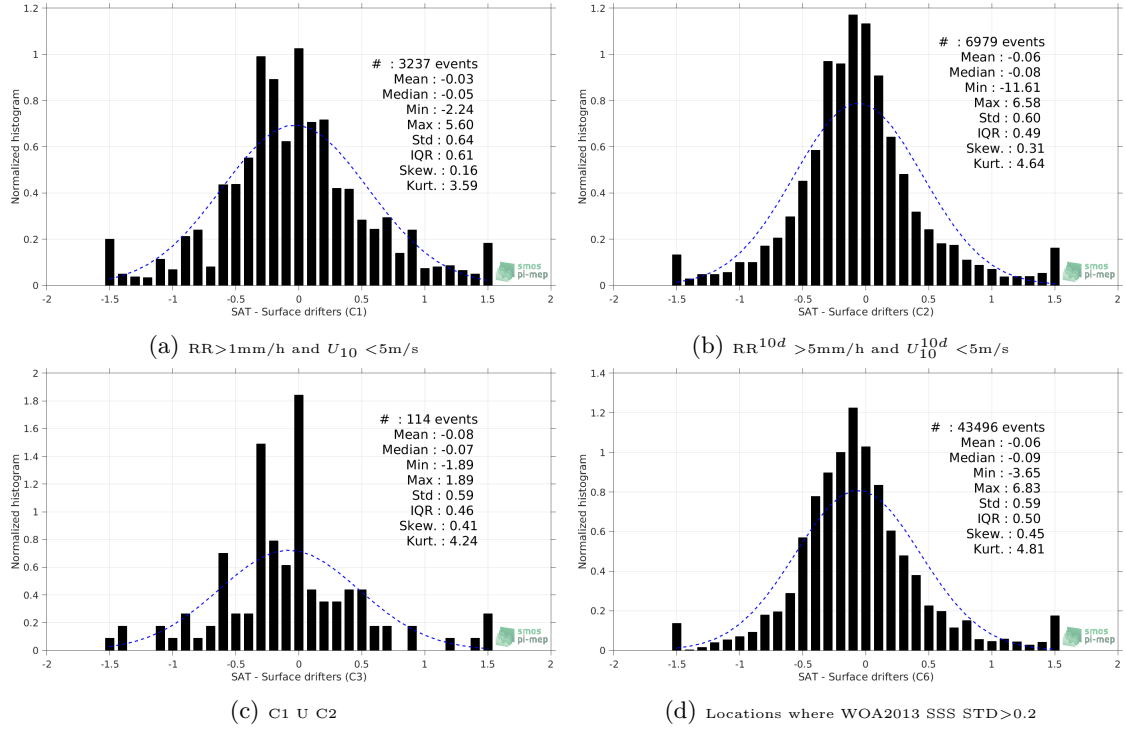 1.2
1
0.8
0.6
0.4
0.2
0
Normalized histogram
# : 3237 events
Mean : -0.03
Median : -0.05
Min : -2.24
Max : 5.60
Std : 0.64
IQR : 0.61
Skew. : 0.16
Kurt. : 3.59
smos
pi-mep
-2 -1.5 -1 -0.5 0 0.5 1 1.5 2
SAT - Surface drifters (C1)
(a) RR>1mm/h and U10 <5m/s
1.2
1
0.8
0.6
0.4
0.2
0
Normalized histogram
# : 6979 events
Mean : -0.06
Median : -0.08
Min : -11.61
Max : 6.58
Std : 0.60
IQR : 0.49
Skew. : 0.31
Kurt. : 4.64
smos
pi-mep
-2 -1.5 -1 -0.5 0 0.5 1 1.5 2
SAT - Surface drifters (C2)
(b) RR10d >5mm/h and U10d10 <5m/s
2
1.8
1.6
1.4
1.2
1
0.8
0.6
0.4
0.2
0
Normalized histogram
# : 114 events
Mean : -0.08
Median : -0.07
Min : -1.89
Max : 1.89
Std : 0.59
IQR : 0.46
Skew. : 0.41
Kurt. : 4.24
smos
pi-mep
-2 -1.5 -1 -0.5 0 0.5 1 1.5 2
SAT - Surface drifters (C3)
(c) C1 U C2
1.4
1.2
1
0.8
0.6
0.4
0.2
0
Normalized histogram
# : 43496 events
Mean : -0.06
Median : -0.09
Min : -3.65
Max : 6.83
Std : 0.59
IQR : 0.50
Skew. : 0.45
Kurt. : 4.81
smos
pi-mep
-2 -1.5 -1 -0.5 0 0.5 1 1.5 2
SAT - Surface drifters (C6)
(d) Locations where WOA2013 SSS STD>0.2